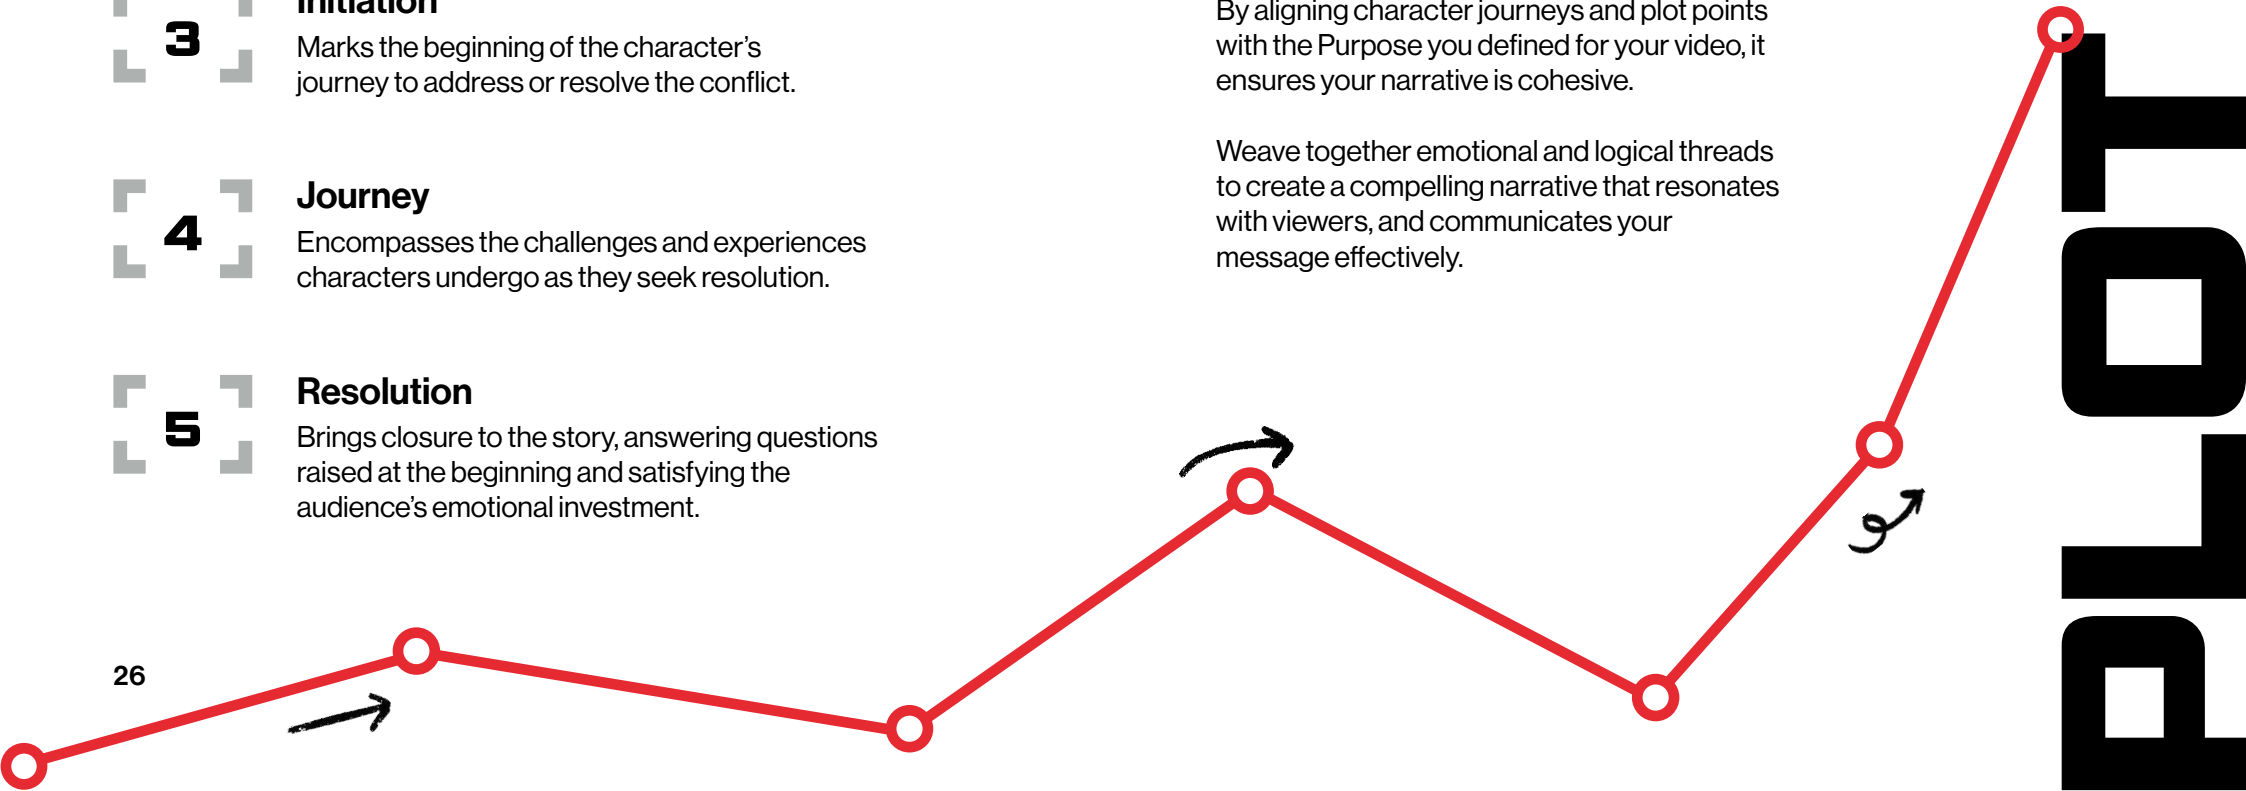 3
Initiation
Marks the beginning of the character's
journey to address or resolve the conflict.
4
Journey
Encompasses the challenges and experiences
characters undergo as they seek resolution.
5
Resolution
Brings closure to the story, answering questions
raised at the beginning and satisfying the
audience's emotional investment.
26
By aligning character journeys and plot points
with the Purpose you defined for your video, it
ensures your narrative is cohesive.
Weave together emotional and logical threads
to create a compelling narrative that resonates
with viewers, and communicates your
message effectively.
PLOT